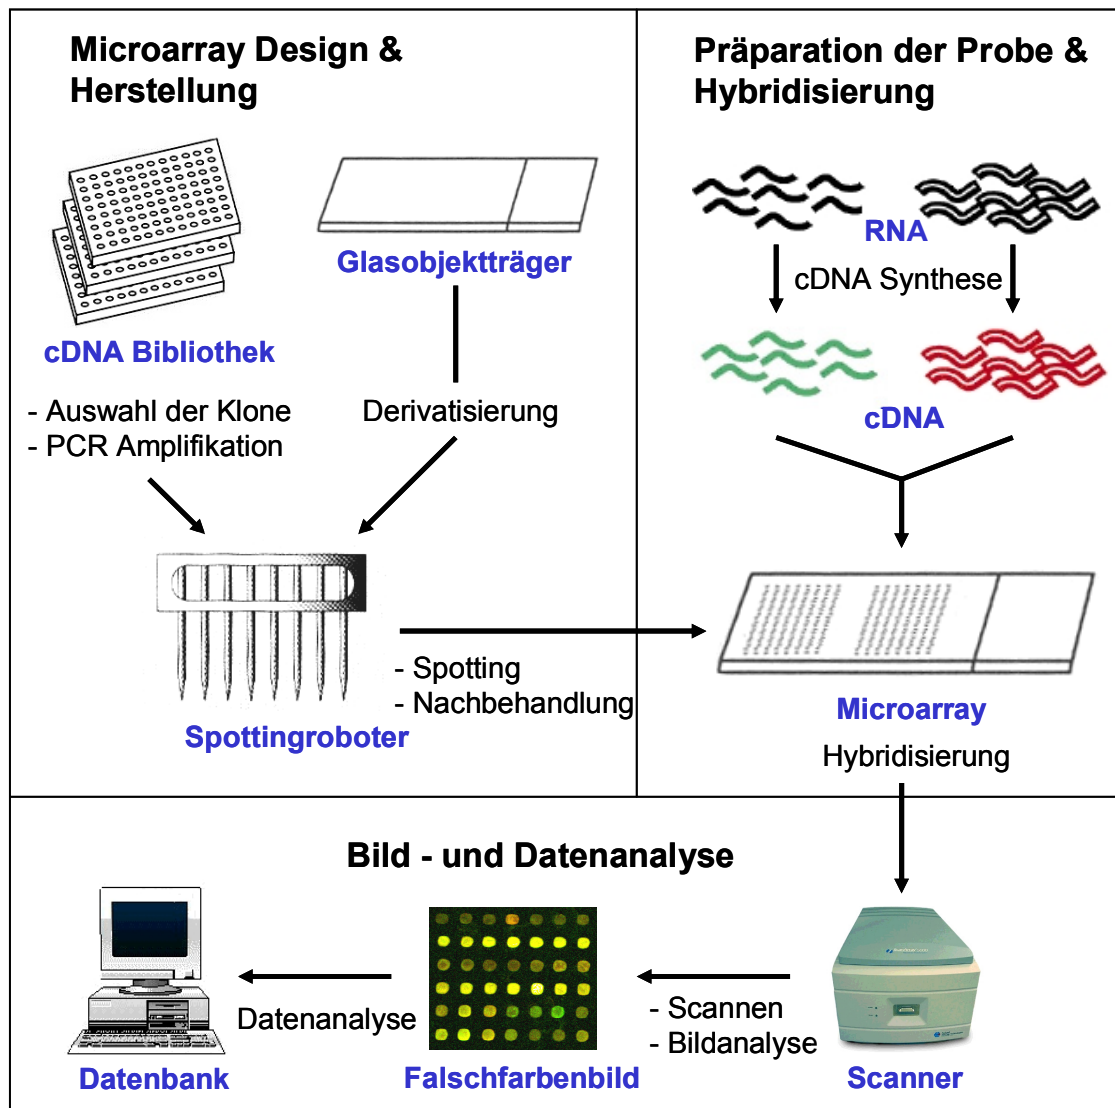 Microarray Design &
Herstellung
cDNA Bibliothek
Glasobjektträger
- Auswahl der Klone
- PCR Amplifikation
Derivatisierung
Spottingroboter
- Spotting
- Nachbehandlung
Präparation der Probe &
Hybridisierung
RNA
cDNA Synthese
cDNA
Microarray
Hybridisierung
Bild - und Datenanalyse
Scanner
- Scannen
- Bildanalyse
Falschfarbenbild
Datenanalyse
Datenbank